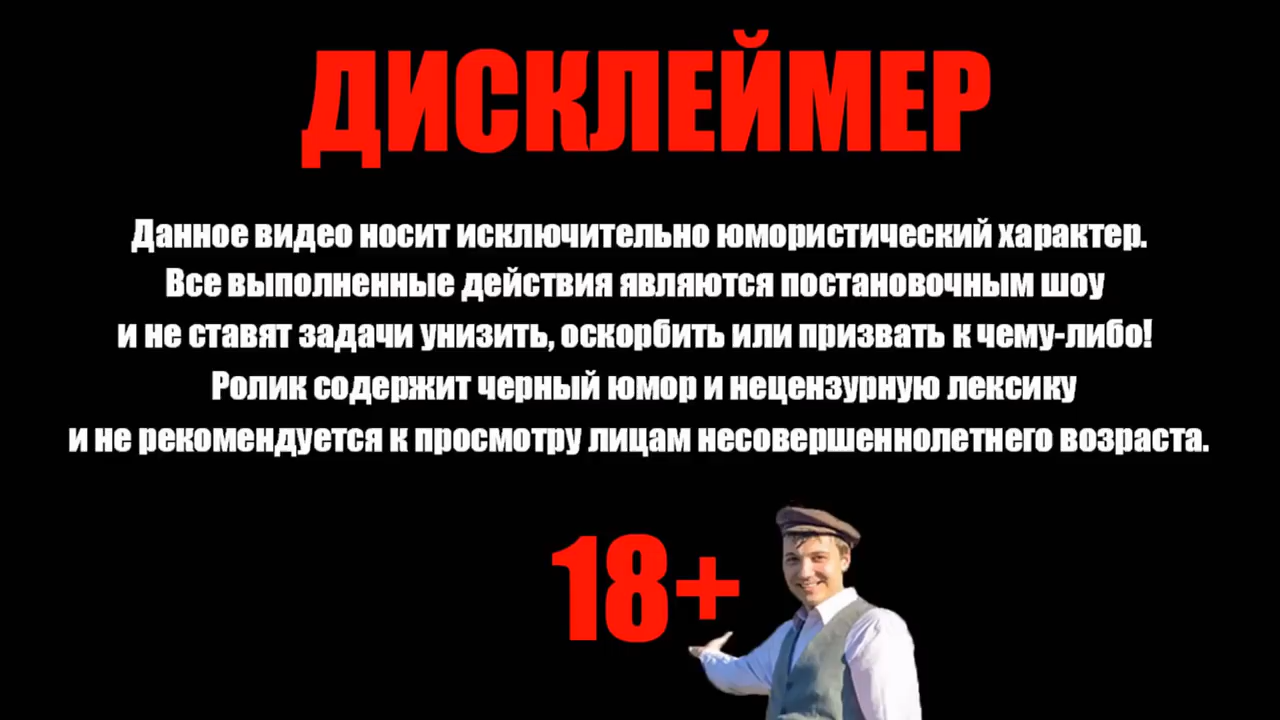 ДИСКЛЕЙМЕР
Данное видео носит исключительно юмористический характер.
Все выполненные действия являются постановочным шоу
и не ставят задачи унизить, оскорбить или призвать к чему-либо!
Ролик содержит черный юмор и нецензурную лексику
и не рекомендуется к просмотру лицам несовершеннолетнего возраста.
18+